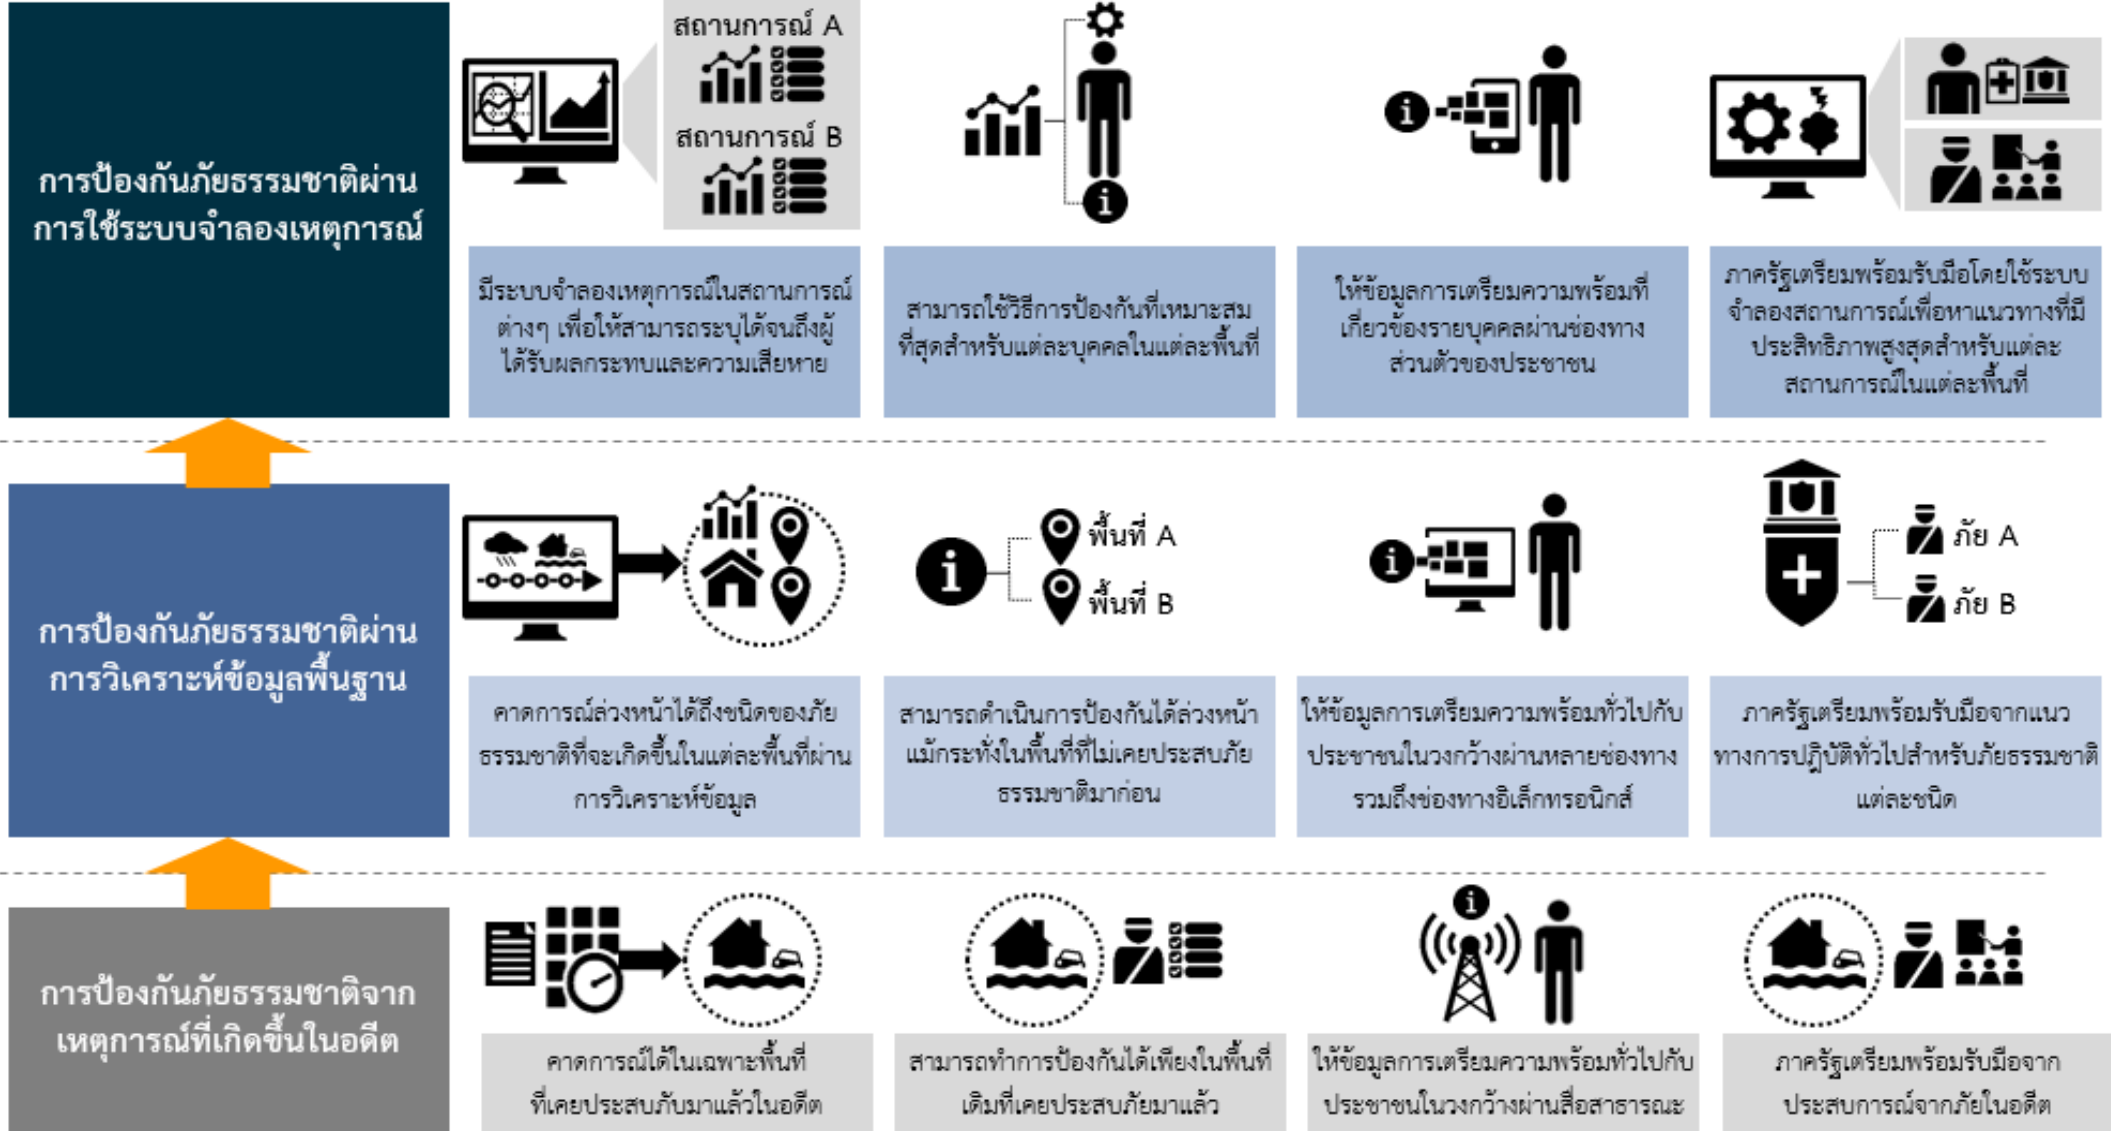 การป้องกันภัยธรรมชาติผ่าน
การใช้ระบบจำลองเหตุการณ์
สถานการณ์ A
สถานการณ์ B
มีระบบจำลองเหตุการณ์ในสถานการณ์
ต่างๆ เพื่อให้สามารถระบุได้จนถึงผู้
ได้รับผลกระทบและความเสียหาย
สามารถใช้วิธีการป้องกันที่เหมาะสม
ที่สุดสำหรับแต่ละบุคคลในแต่ละพื้นที่
ให้ข้อมูลการเตรียมความพร้อมที่
เกี่ยวข้องรายบุคคลผ่านช่องทาง
ส่วนตัวของประชาชน
ภาครัฐเตรียมพร้อมรับมือโดยใช้ระบบ
จำลองสถานการณ์เพื่อหาแนวทางที่มี
ประสิทธิภาพสูงสุดสำหรับแต่ละ
สถานการณ์ในแต่ละพื้นที่
การป้องกันภัยธรรมชาติผ่าน
การวิเคราะห์ข้อมูลพื้นฐาน
พื้นที่ A
พื้นที่ B
ภัย A
ภัย B
คาดการณ์ล่วงหน้าได้ถึงชนิดของภัย
ธรรมชาติที่จะเกิดขึ้นในแต่ละพื้นที่ผ่าน
การวิเคราะห์ข้อมูล
สามารถดำเนินการป้องกันได้ล่วงหน้า
แม้กระทั่งในพื้นที่ที่ไม่เคยประสบภัย
ธรรมชาติมาก่อน
ให้ข้อมูลการเตรียมความพร้อมทั่วไปกับ
ประชาชนในวงกว้างผ่านหลายช่องทาง
รวมถึงช่องทางอิเล็กทรอนิกส์
ภาครัฐเตรียมพร้อมรับมือจากแนว
ทางการปฏิบัติทั่วไปสำหรับภัยธรรมชาติ
แต่ละชนิด
การป้องกันภัยธรรมชาติจาก
เหตุการณ์ที่เกิดขึ้นในอดีต
คาดการณ์ได้ในเฉพาะพื้นที่
ที่เคยประสบภับมาแล้วในอดีต
สามารถทำการป้องกันได้เพียงในพื้นที่
เดิมที่เคยประสบภัยมาแล้ว
ให้ข้อมูลการเตรียมความพร้อมทั่วไปกับ
ประชาชนในวงกว้างผ่านสื่อสาธารณะ
ภาครัฐเตรียมพร้อมรับมือจาก
ประสบการณ์จากภัยในอดีต